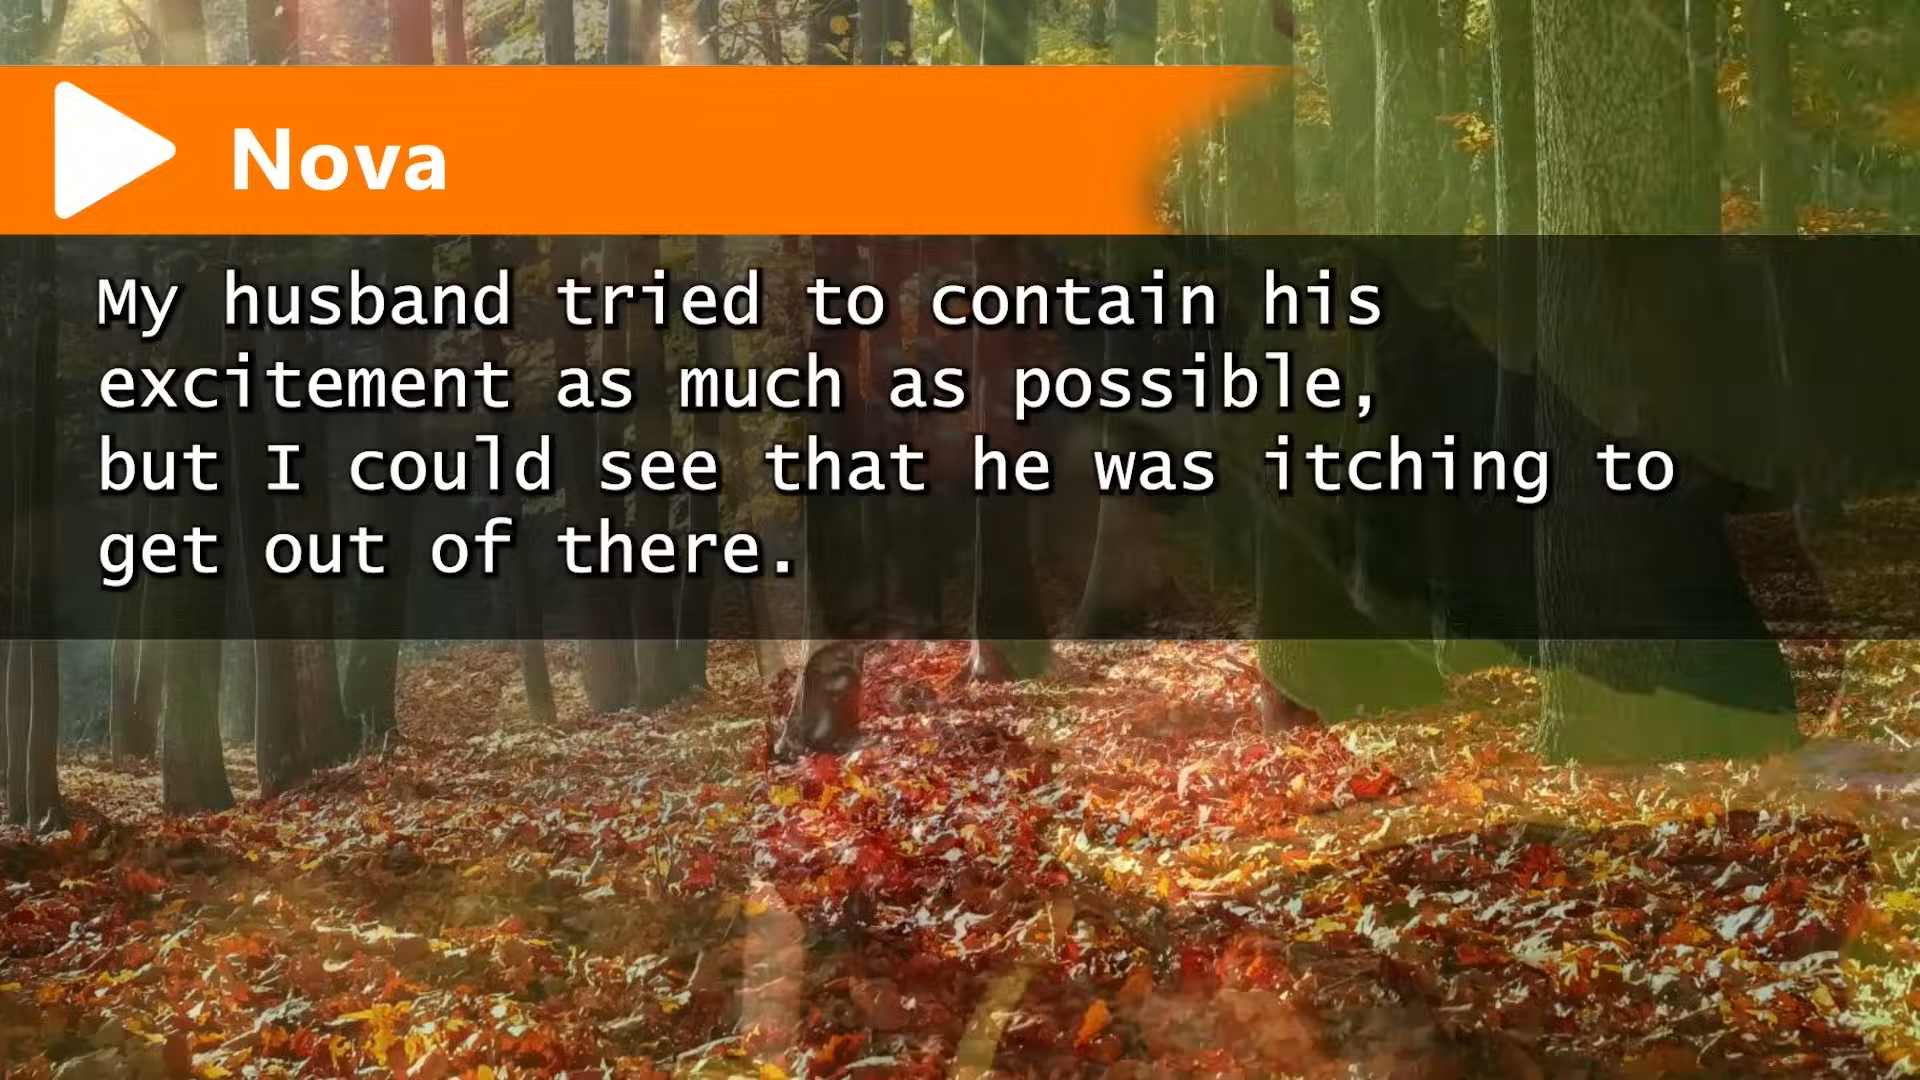 Nova
My husband tried to contain his
excitement as much as possible,
but I could see that he was itching to
get out of there.